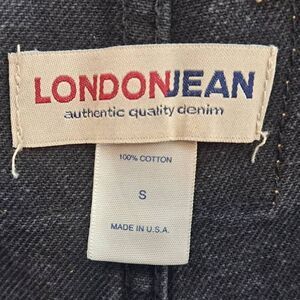 LONDONJEAN
authentic quality denim
100% COTTON
S
MADE IN U.S.A.